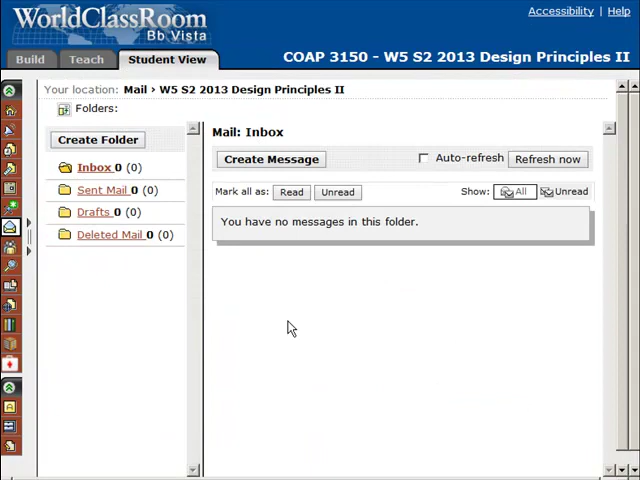 WorldClassRoom
Bb Vista
Accessibility | Help
Build
Teach
Student View
COAP 3150 - W5 S2 2013 Design Principles II
Your location: Mail › W5 S2 2013 Design Principles II
Folders:
Create Folder
Inbox 0 (0)
Sent Mail 0 (0)
Drafts 0 (0)
Deleted Mail 0 (0)
Mail: Inbox
Create Message
Auto-refresh
Refresh now
Mark all as:
Read
Unread
Show:
All
Unread
You have no messages in this folder.